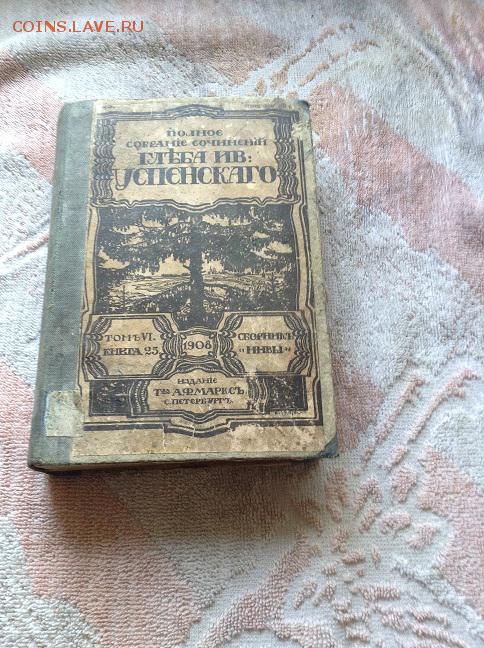 COINS.LAVE.RU
ПОЛНОЕ
СОБРАНІЕ СОЧИНЕНІЙ
ГЛѢБА ИВ:
УСПЕНСКАГО
ТОМЪ VI.
КНИГА 23.
1908
СБОРНИКЪ
"НИВЫ"
ИЗДАНІЕ
Тва А.Ф.МАРКСЪ.
С.ПЕТЕРБУРГЪ.